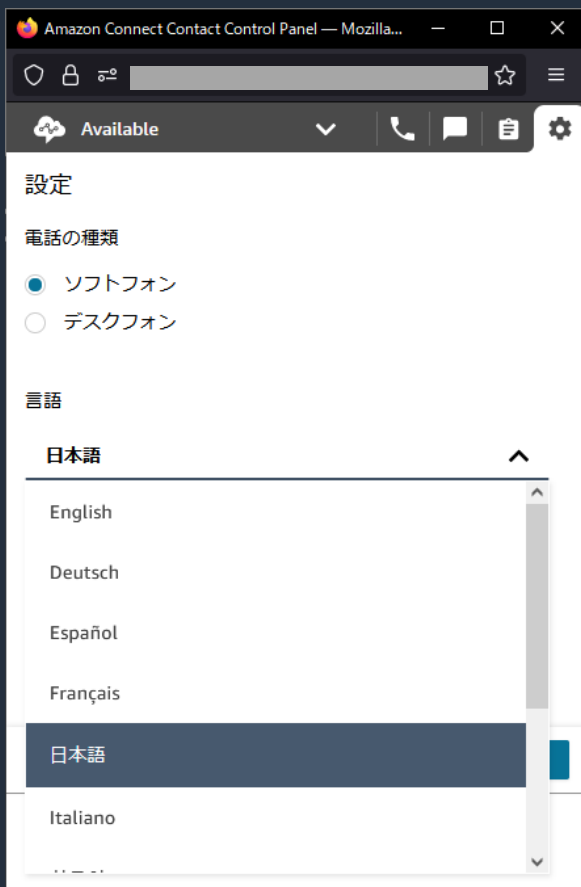 Amazon Connect Contact Control Panel — Mozilla...
Available
設定
電話の種類
ソフトフォン
デスクフォン
言語
日本語
English
Deutsch
Español
Français
日本語
Italiano